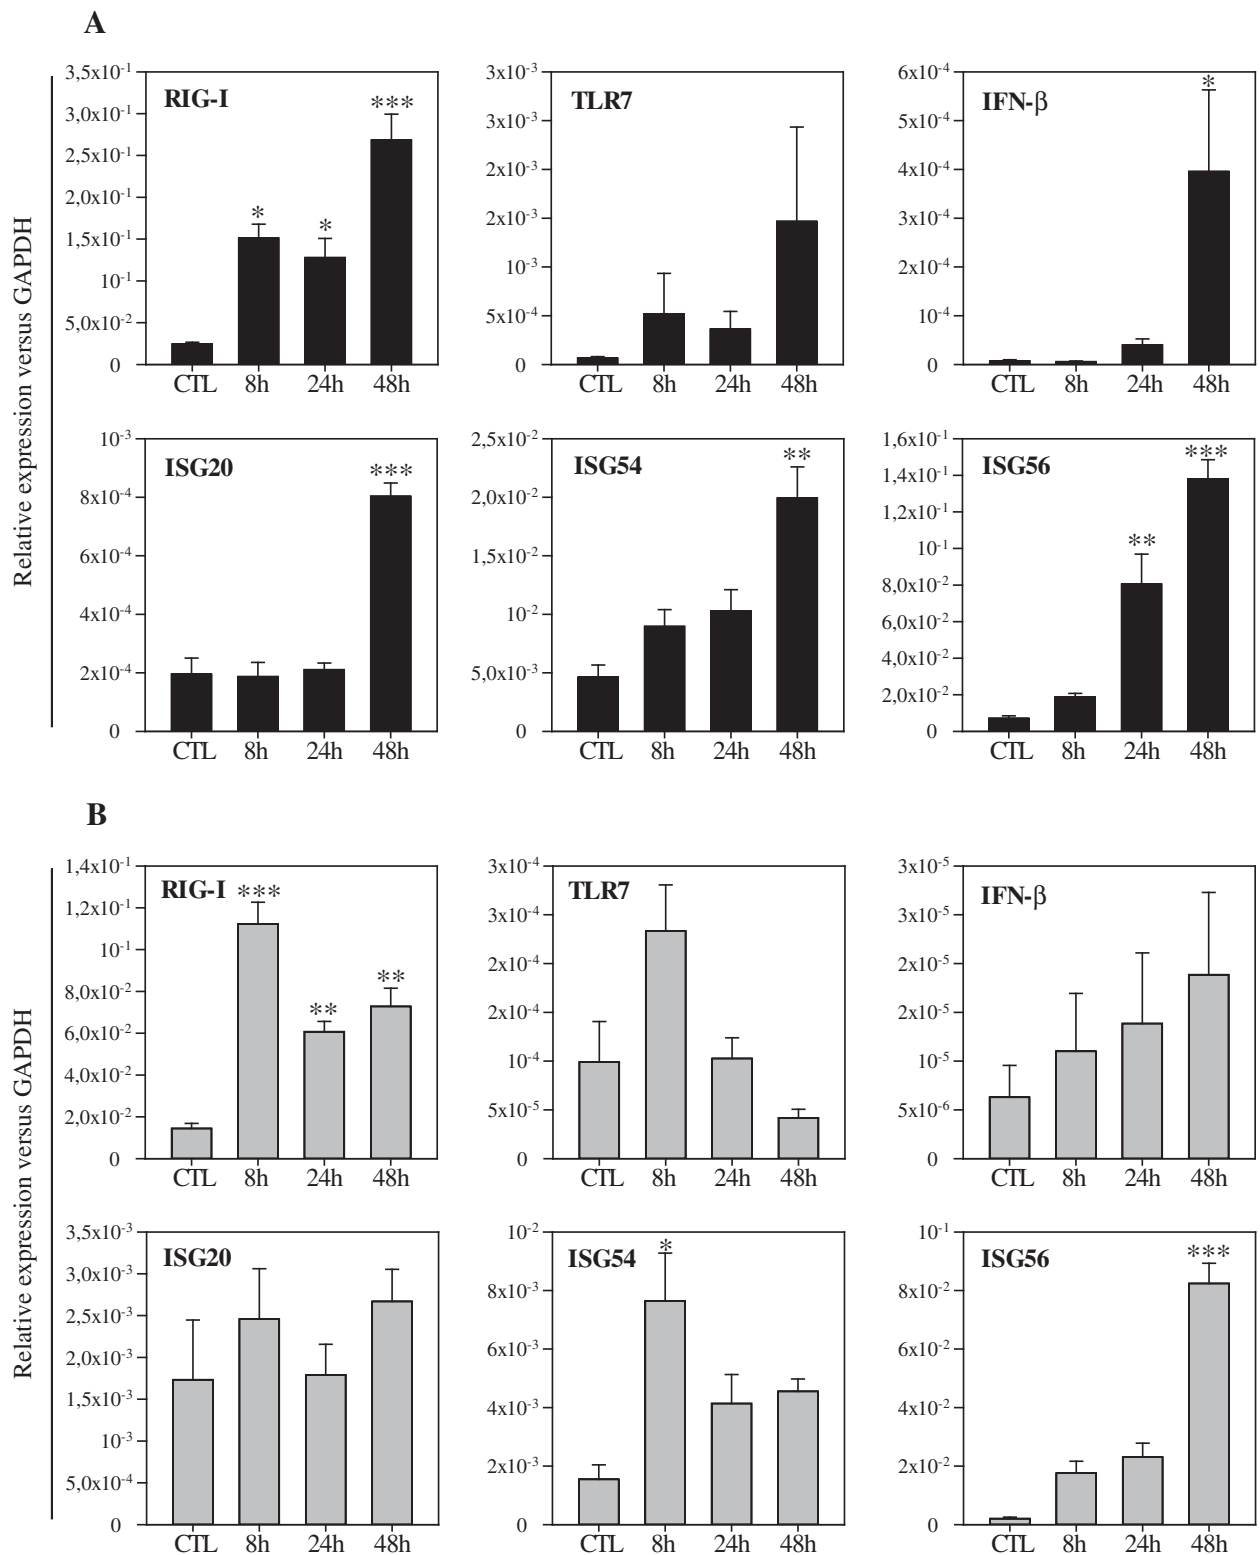 A
Relative expression versus GAPDH
RIG-I
3,5x10⁻¹
3,0x10⁻¹
2,5x10⁻¹
2,0x10⁻¹
1,5x10⁻¹
10⁻¹
5,0x10⁻²
0
*
*
***
CTL 8h 24h 48h
TLR7
3x10⁻³
3x10⁻³
2x10⁻³
2x10⁻³
10⁻³
5x10⁻⁴
0
CTL 8h 24h 48h
IFN-β
6x10⁻⁴
5x10⁻⁴
4x10⁻⁴
3x10⁻⁴
2x10⁻⁴
10⁻⁴
0
*
CTL 8h 24h 48h
ISG20
10⁻³
8x10⁻⁴
6x10⁻⁴
4x10⁻⁴
2x10⁻⁴
0
***
CTL 8h 24h 48h
ISG54
2,5x10⁻²
2,0x10⁻²
1,5x10⁻²
10⁻²
5,0x10⁻³
0
**
CTL 8h 24h 48h
ISG56
1,6x10⁻¹
1,4x10⁻¹
1,2x10⁻¹
10⁻¹
8,0x10⁻²
6,0x10⁻²
4,0x10⁻²
2,0x10⁻²
0
**
***
CTL 8h 24h 48h
B
Relative expression versus GAPDH
RIG-I
1,4x10⁻¹
1,2x10⁻¹
10⁻¹
8,0x10⁻²
6,0x10⁻²
4,0x10⁻²
2,0x10⁻²
0
***
**
**
CTL 8h 24h 48h
TLR7
3x10⁻⁴
3x10⁻⁴
2x10⁻⁴
2x10⁻⁴
10⁻⁴
5x10⁻⁵
0
CTL 8h 24h 48h
IFN-β
3x10⁻⁵
3x10⁻⁵
2x10⁻⁵
2x10⁻⁵
10⁻⁵
5x10⁻⁶
0
CTL 8h 24h 48h
ISG20
3,5x10⁻³
3,0x10⁻³
2,5x10⁻³
2,0x10⁻³
1,5x10⁻³
10⁻³
5,0x10⁻⁴
0
CTL 8h 24h 48h
ISG54
10⁻²
8x10⁻³
6x10⁻³
4x10⁻³
2x10⁻³
0
*
CTL 8h 24h 48h
ISG56
10⁻¹
8x10⁻²
6x10⁻²
4x10⁻²
2x10⁻²
0
***
CTL 8h 24h 48h